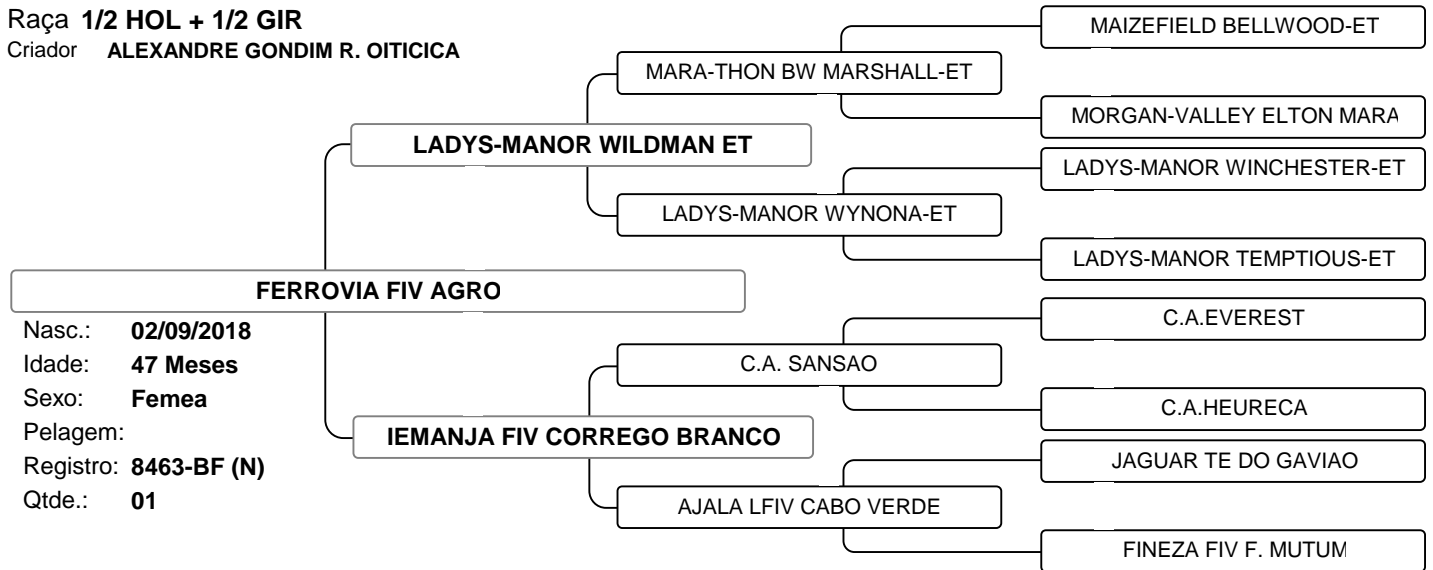 Raça 1/2 HOL + 1/2 GIR
Criador ALEXANDRE GONDIM R. OITICICA
MAIZEFIELD BELLWOOD-ET
MARA-THON BW MARSHALL-ET
MORGAN-VALLEY ELTON MARA
LADYS-MANOR WILDMAN ET
LADYS-MANOR WINCHESTER-ET
LADYS-MANOR WYNONA-ET
LADYS-MANOR TEMPTIOUS-ET
FERROVIA FIV AGRO
Nasc.: 02/09/2018
Idade: 47 Meses
Sexo: Femea
Pelagem:
Registro: 8463-BF (N)
Qtde.: 01
C.A.EVEREST
C.A. SANSAO
C.A.HEURECA
IEMANJA FIV CORREGO BRANCO
JAGUAR TE DO GAVIAO
AJALA LFIV CABO VERDE
FINEZA FIV F. MUTUM